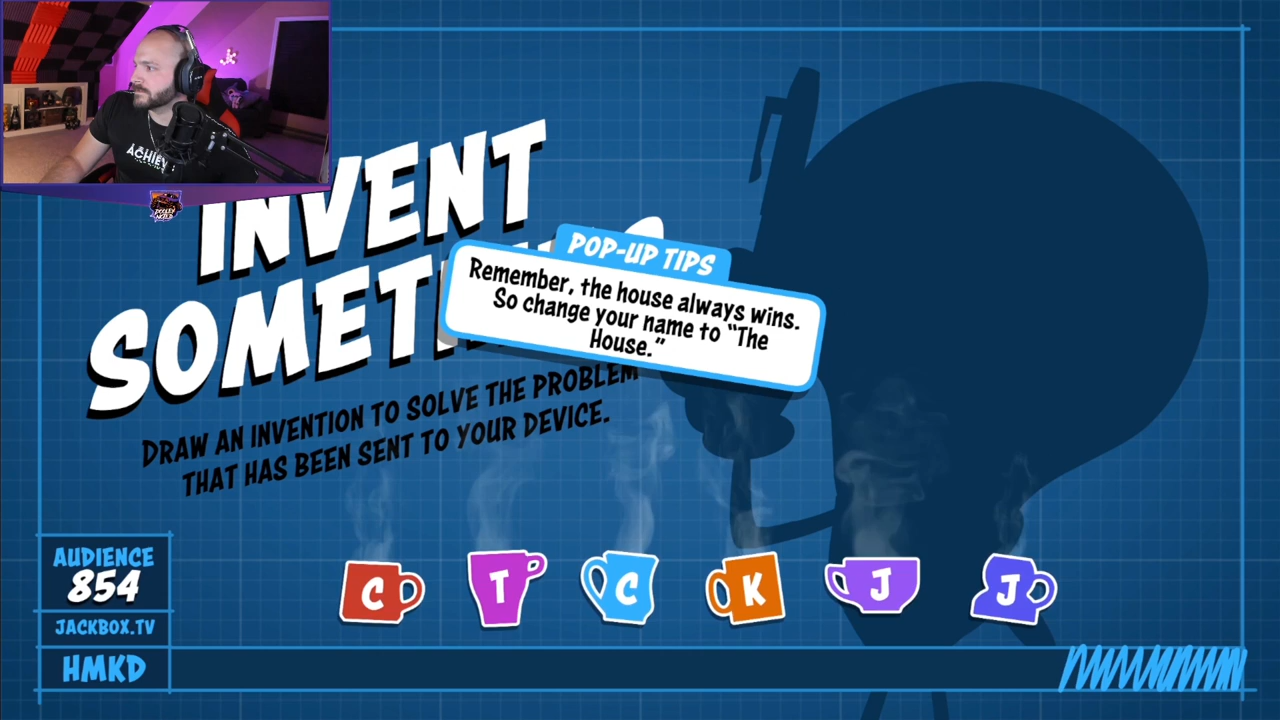 ACHIEV
INVENT
POP-UP TIPS
Remember, the house always wins.
So change your name to “The
House.”
DRAW AN INVENTION TO SOLVE THE PROBLEM
THAT HAS BEEN SENT TO YOUR DEVICE.
C T C K J J
AUDIENCE
854
JACKBOX.TV
HMKD